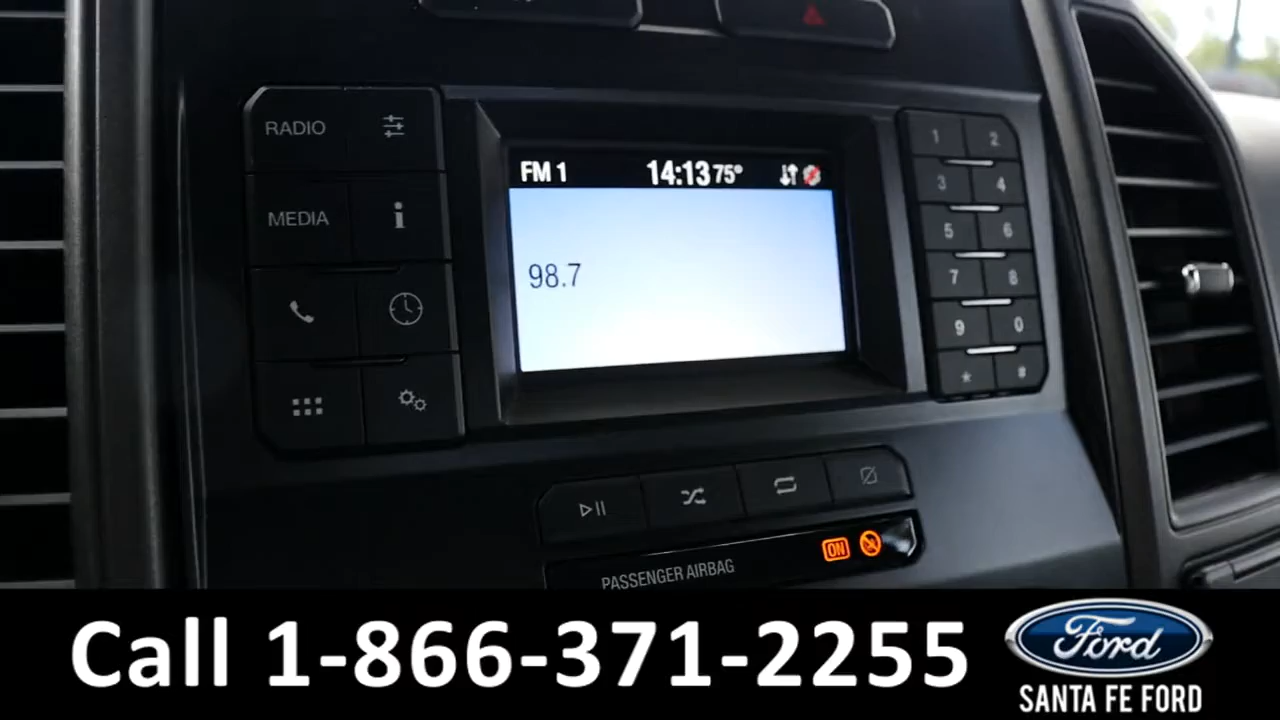 RADIO
MEDIA
FM 1 14:13 75°
98.7
1 2
3 4
5 6
7 8
9 0
* #
PASSENGER AIRBAG ON
Call 1-866-371-2255
Ford
SANTA FE FORD